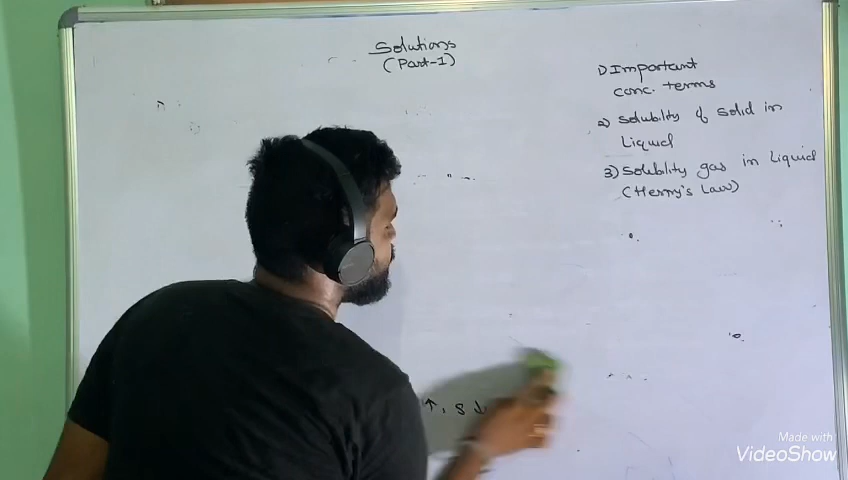 Solutions
(Part-1)
1) Important
conc. terms
2) Solubility of Solid in
Liquid
3) Solubility gas in Liquid
(Henry's Law)
↑, S↓
Made with
VideoShow